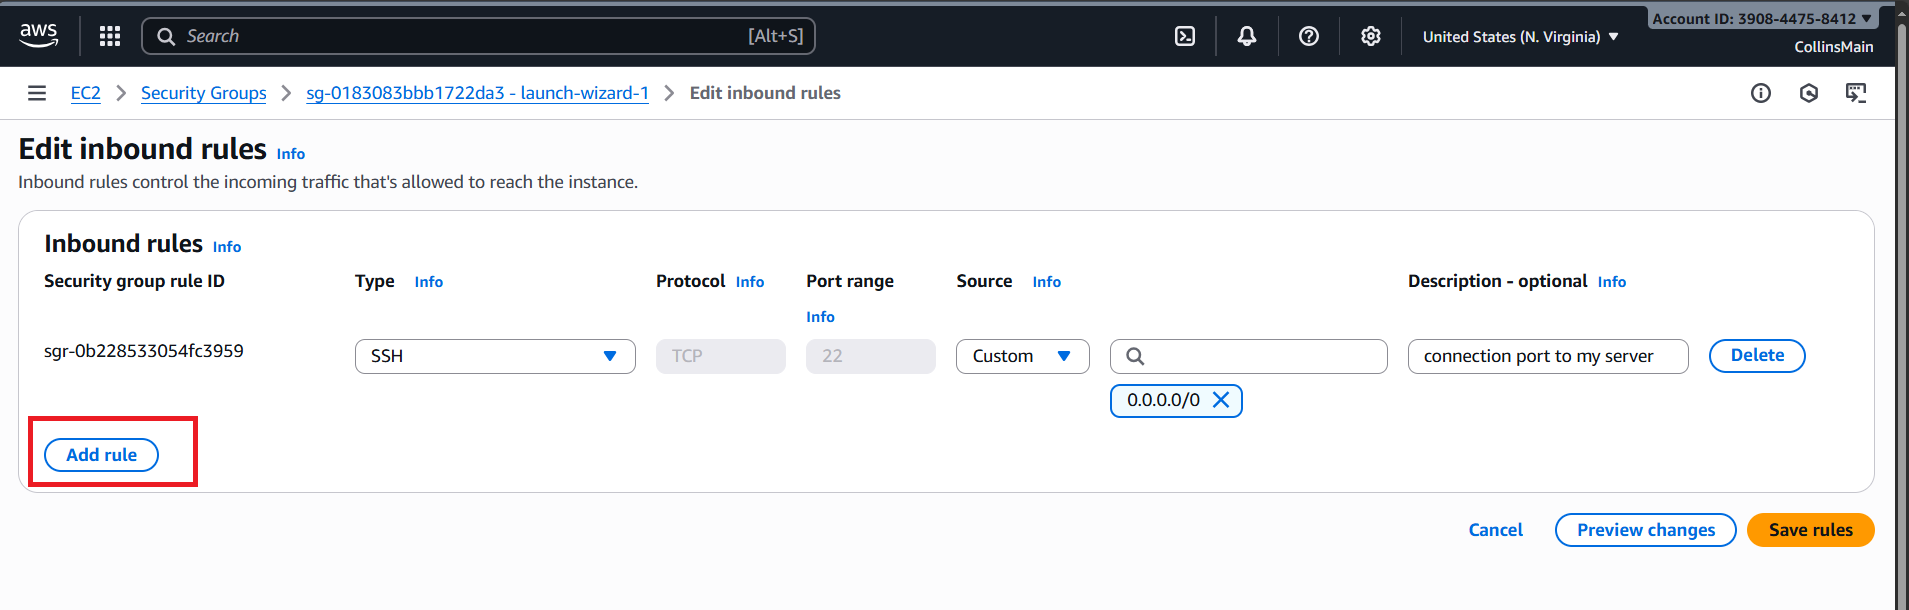 aws
Search
[Alt+S]
United States (N. Virginia)
Account ID: 3908-4475-8412
CollinsMain
EC2
Security Groups
sg-0183083bbb1722da3 - launch-wizard-1
Edit inbound rules
Edit inbound rules Info
Inbound rules control the incoming traffic that's allowed to reach the instance.
Inbound rules Info
Security group rule ID
Type Info
Protocol Info
Port range
Info
Source Info
Description - optional Info
sgr-0b228533054fc3959
SSH
TCP
22
Custom
connection port to my server
Delete
0.0.0.0/0
Add rule
Cancel
Preview changes
Save rules